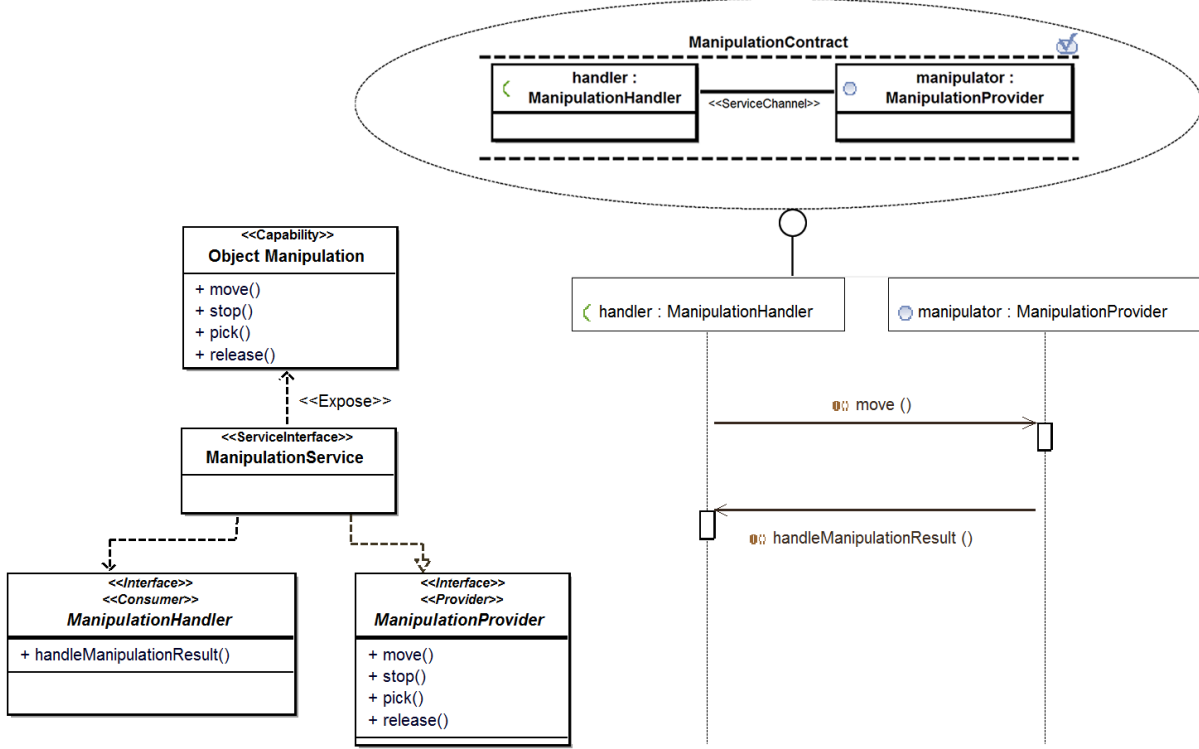 ManipulationContract
handler :
ManipulationHandler
<<ServiceChannel>>
manipulator :
ManipulationProvider
<<Capability>>
Object Manipulation
+ move()
+ stop()
+ pick()
+ release()
<<Expose>>
<<ServiceInterface>>
ManipulationService
<<Interface>>
<<Consumer>>
ManipulationHandler
+ handleManipulationResult()
<<Interface>>
<<Provider>>
ManipulationProvider
+ move()
+ stop()
+ pick()
+ release()
handler : ManipulationHandler
manipulator : ManipulationProvider
move ()
handleManipulationResult ()